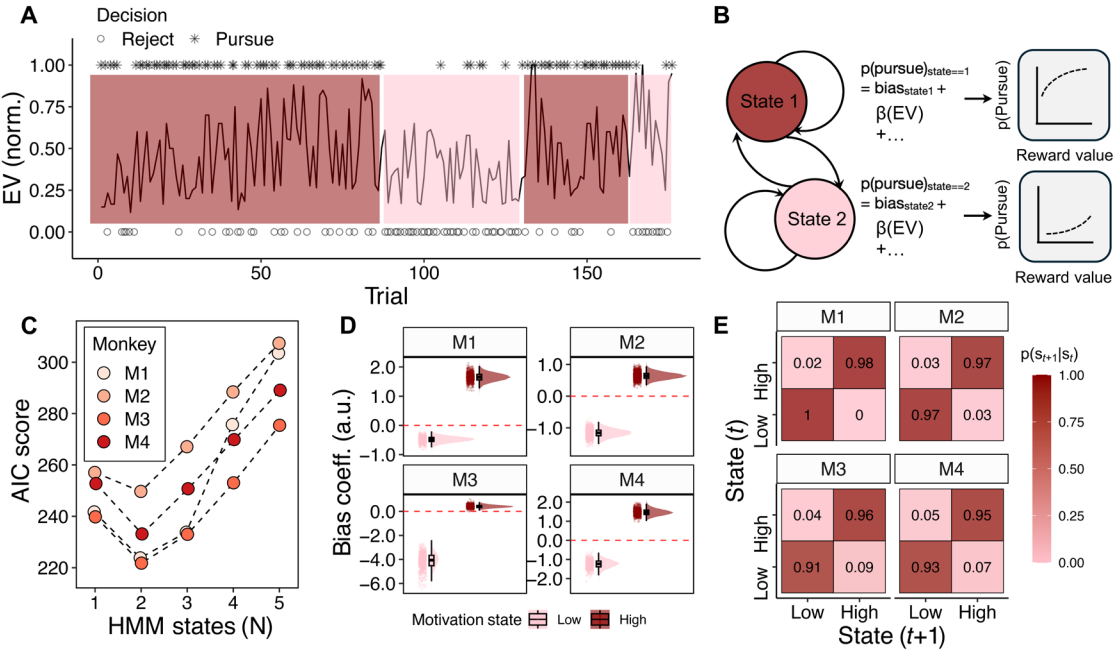 A
Decision
Reject Pursue
EV (norm.)
1.00
0.75
0.50
0.25
0.00
0 50 100 150
Trial
B
State 1
State 2
p(pursue)state==1
= biasstate1 +
β(EV)
+…
p(pursue)state==2
= biasstate2 +
β(EV)
+…
p(Pursue)
Reward value
p(Pursue)
Reward value
C
AIC score
300
280
260
240
220
Monkey
M1
M2
M3
M4
1 2 3 4 5
HMM states (N)
D
Bias coeff. (a.u.)
M1
2.0
1.0
0.0
−1.0
M2
1.0
0.0
−1.0
M3
0.0
−2.0
−4.0
−6.0
M4
2.0
1.0
0.0
−1.0
−2.0
Motivation state Low High
E
State (t)
M1 M2
High
0.02 0.98 0.03 0.97
Low
1 0 0.97 0.03
M3 M4
High
0.04 0.96 0.05 0.95
Low
0.91 0.09 0.93 0.07
Low High Low High
State (t+1)
p(st+1|st)
1.00
0.75
0.50
0.25
0.00